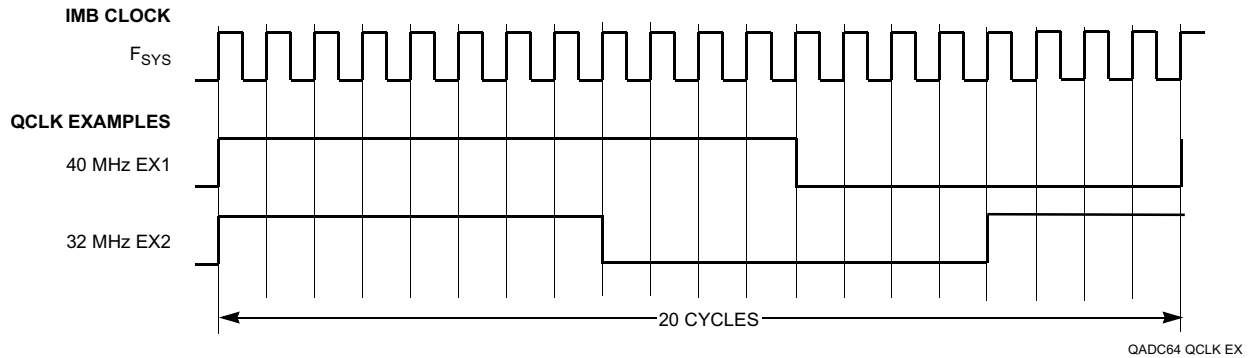 IMB CLOCK
FSYS
QCLK EXAMPLES
40 MHz EX1
32 MHz EX2
20 CYCLES
QADC64 QCLK EX